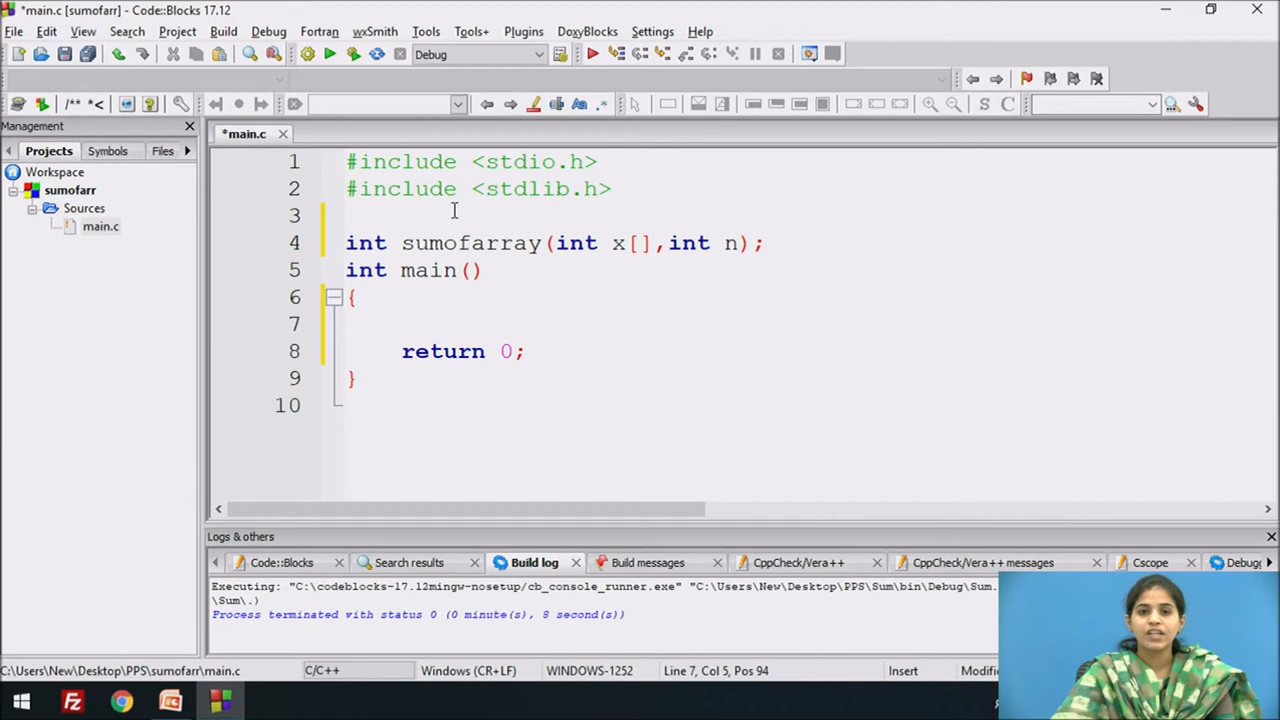 *main.c [sumofarr] - Code::Blocks 17.12
File Edit View Search Project Build Debug Fortran wxSmith Tools Tools+ Plugins DoxyBlocks Settings Help
Debug
/** *<
Aa .* S C
Management
*main.c
Projects Symbols Files
Workspace
sumofarr
Sources
main.c
1 #include <stdio.h>
2 #include <stdlib.h>
3
4 int sumofarray(int x[],int n);
5 int main()
6 {
7
8 return 0;
9 }
10
Logs & others
Code::Blocks Search results Build log Build messages CppCheck/Vera++ CppCheck/Vera++ messages Cscope Debugg
Executing: "C:\codeblocks-17.12mingw-nosetup/cb_console_runner.exe" "C:\Users\New\Desktop\PPS\Sum\bin\Debug\Sum.
\Sum\.)
Process terminated with status 0 (0 minute(s), 8 second(s))
C:\Users\New\Desktop\PPS\sumofarr\main.c C/C++ Windows (CR+LF) WINDOWS-1252 Line 7, Col 5, Pos 94 Insert Modifi